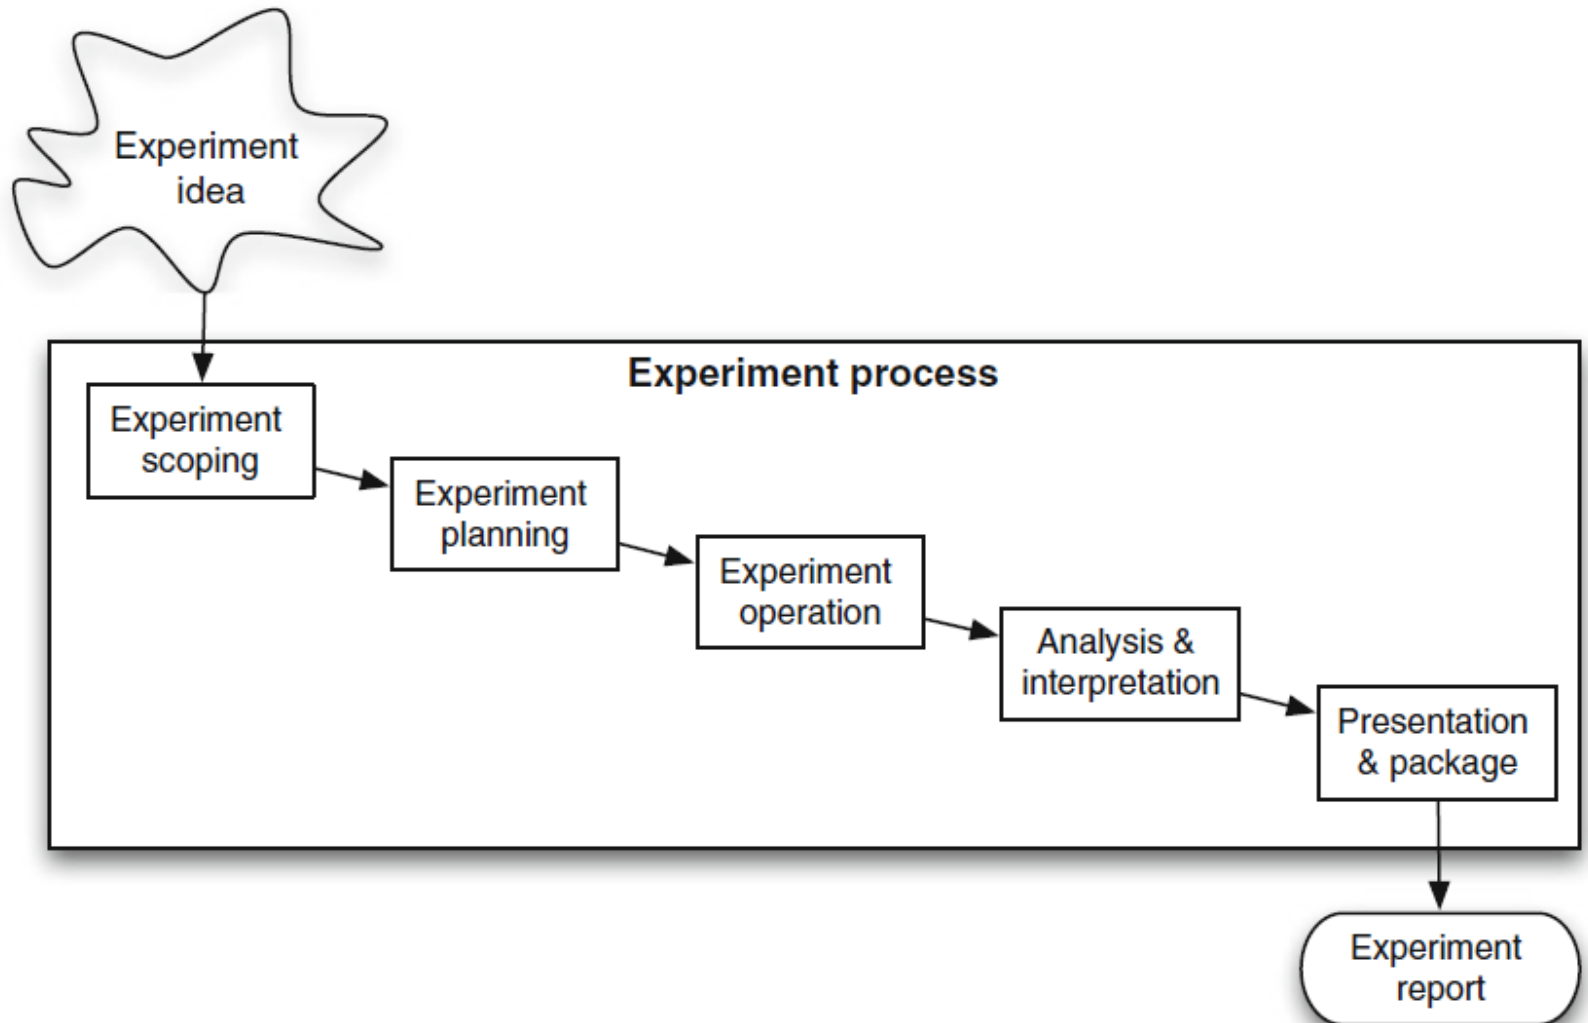 Experiment
idea
Experiment process
Experiment
scoping
Experiment
planning
Experiment
operation
Analysis &
interpretation
Presentation
& package
Experiment
report